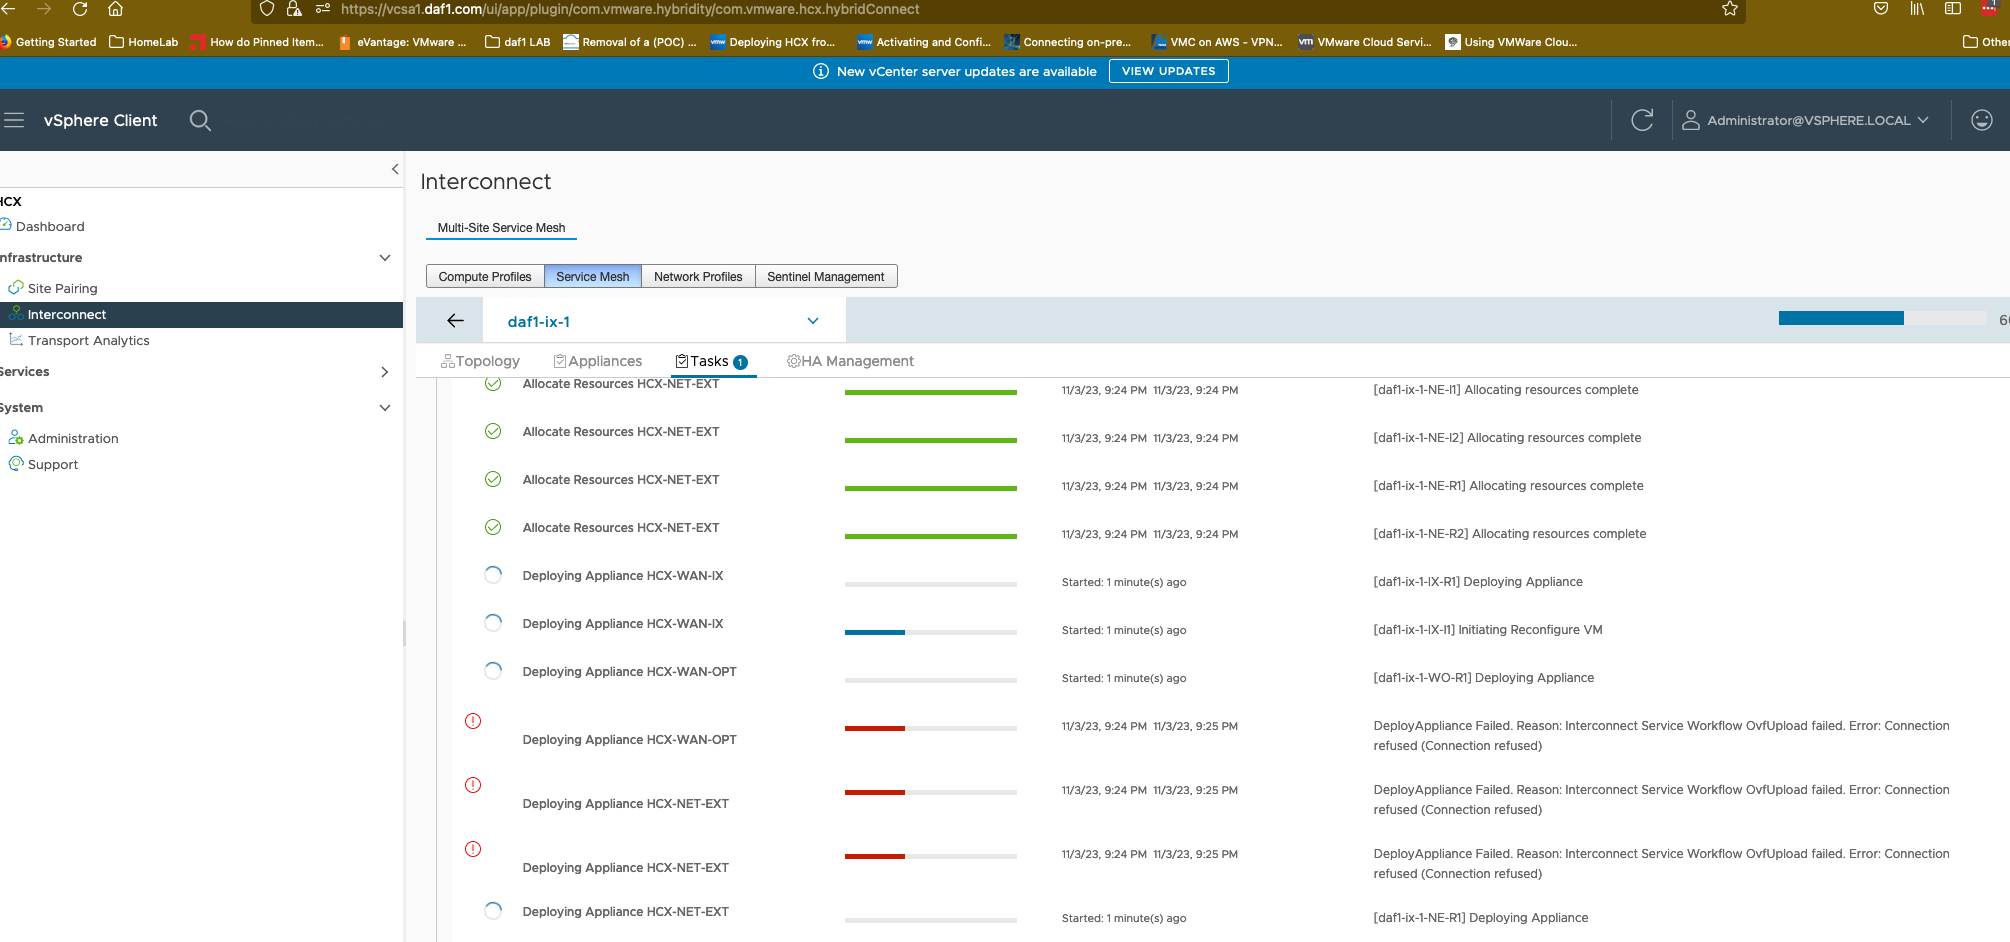 https://vcsa1.daf1.com/ui/app/plugin/com.vmware.hybridity/com.vmware.hcx.hybridConnect
1
Getting Started HomeLab How do Pinned Item... eVantage: VMware ... daf1 LAB Removal of a (POC) ... vmw Deploying HCX fro... vmw Activating and Confi... Connecting on-pre... VMC on AWS - VPN... vm VMware Cloud Servi... Using VMWare Clou... Other
New vCenter server updates are available VIEW UPDATES
vSphere Client Administrator@VSPHERE.LOCAL
HCX
Dashboard
nfrastructure
Site Pairing
Interconnect
Transport Analytics
Services
System
Administration
Support
Interconnect
Multi-Site Service Mesh
Compute Profiles Service Mesh Network Profiles Sentinel Management
daf1-ix-1
Topology Appliances Tasks 1 HA Management
Allocate Resources HCX-NET-EXT 11/3/23, 9:24 PM 11/3/23, 9:24 PM [daf1-ix-1-NE-I1] Allocating resources complete
Allocate Resources HCX-NET-EXT 11/3/23, 9:24 PM 11/3/23, 9:24 PM [daf1-ix-1-NE-I2] Allocating resources complete
Allocate Resources HCX-NET-EXT 11/3/23, 9:24 PM 11/3/23, 9:24 PM [daf1-ix-1-NE-R1] Allocating resources complete
Allocate Resources HCX-NET-EXT 11/3/23, 9:24 PM 11/3/23, 9:24 PM [daf1-ix-1-NE-R2] Allocating resources complete
Deploying Appliance HCX-WAN-IX Started: 1 minute(s) ago [daf1-ix-1-IX-R1] Deploying Appliance
Deploying Appliance HCX-WAN-IX Started: 1 minute(s) ago [daf1-ix-1-IX-I1] Initiating Reconfigure VM
Deploying Appliance HCX-WAN-OPT Started: 1 minute(s) ago [daf1-ix-1-WO-R1] Deploying Appliance
Deploying Appliance HCX-WAN-OPT 11/3/23, 9:24 PM 11/3/23, 9:25 PM DeployAppliance Failed. Reason: Interconnect Service Workflow OvfUpload failed. Error: Connection
refused (Connection refused)
Deploying Appliance HCX-NET-EXT 11/3/23, 9:24 PM 11/3/23, 9:25 PM DeployAppliance Failed. Reason: Interconnect Service Workflow OvfUpload failed. Error: Connection
refused (Connection refused)
Deploying Appliance HCX-NET-EXT 11/3/23, 9:24 PM 11/3/23, 9:25 PM DeployAppliance Failed. Reason: Interconnect Service Workflow OvfUpload failed. Error: Connection
refused (Connection refused)
Deploying Appliance HCX-NET-EXT Started: 1 minute(s) ago [daf1-ix-1-NE-R1] Deploying Appliance